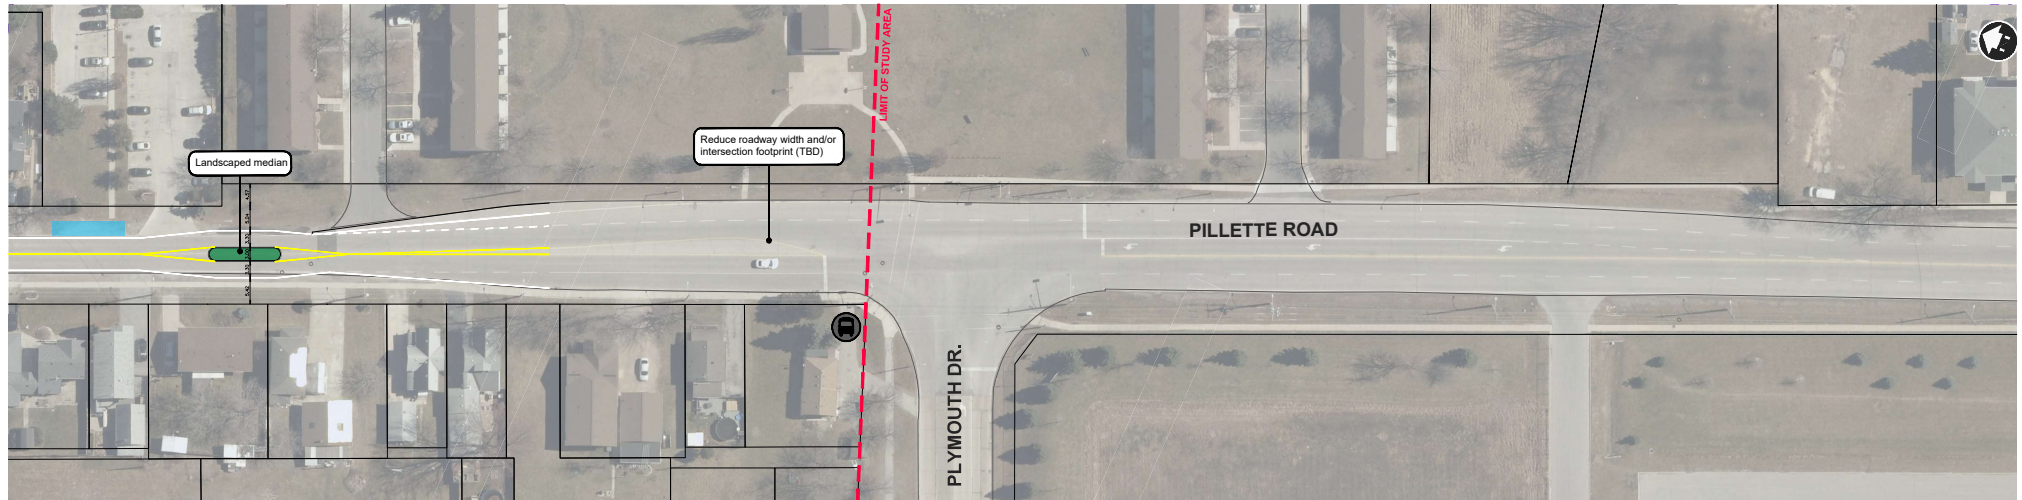 LIMIT OF STUDY AREA
Reduce roadway width and/or
intersection footprint (TBD)
Landscaped median
PILLETTE ROAD
PLYMOUTH DR.